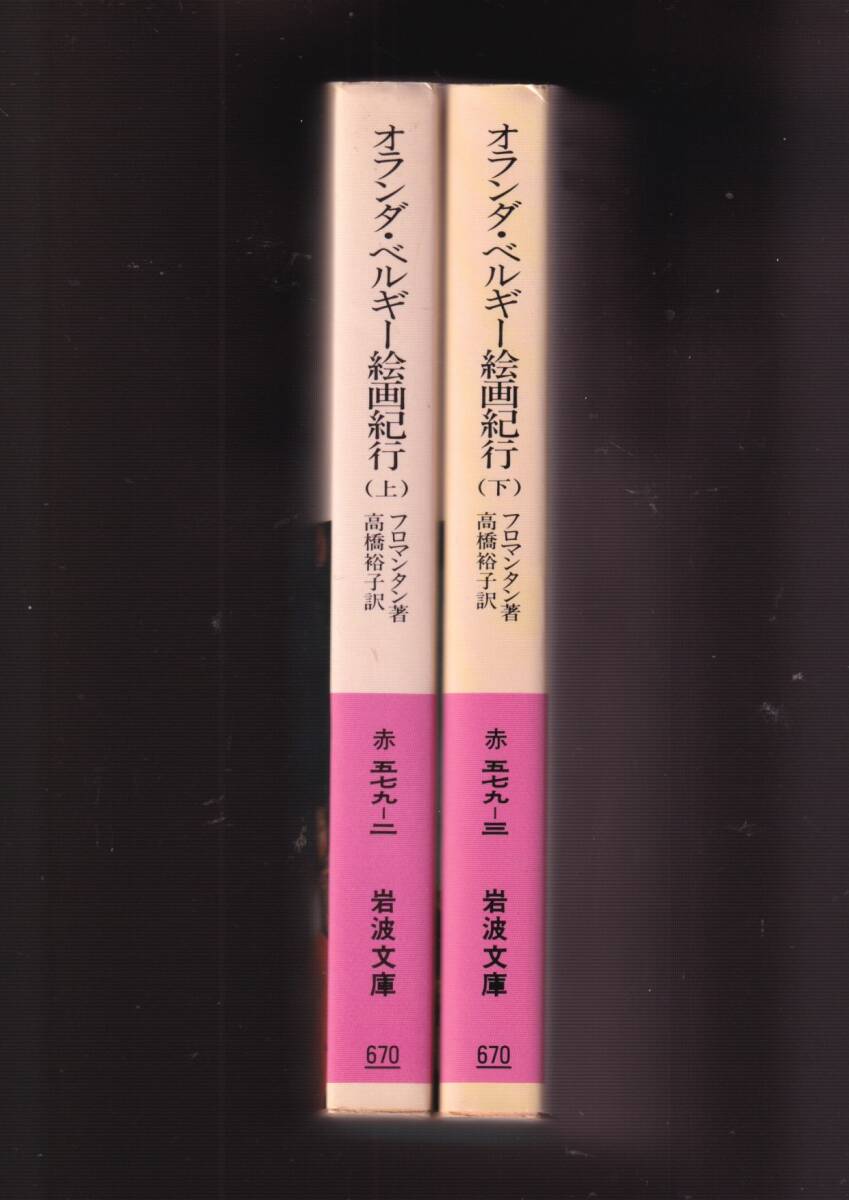 オランダ・ベルギー絵画紀行(上)
フロマンタン著
高橋裕子訳
赤 五七九-二
岩波文庫
670
オランダ・ベルギー絵画紀行(下)
フロマンタン著
高橋裕子訳
赤 五七九-三
岩波文庫
670